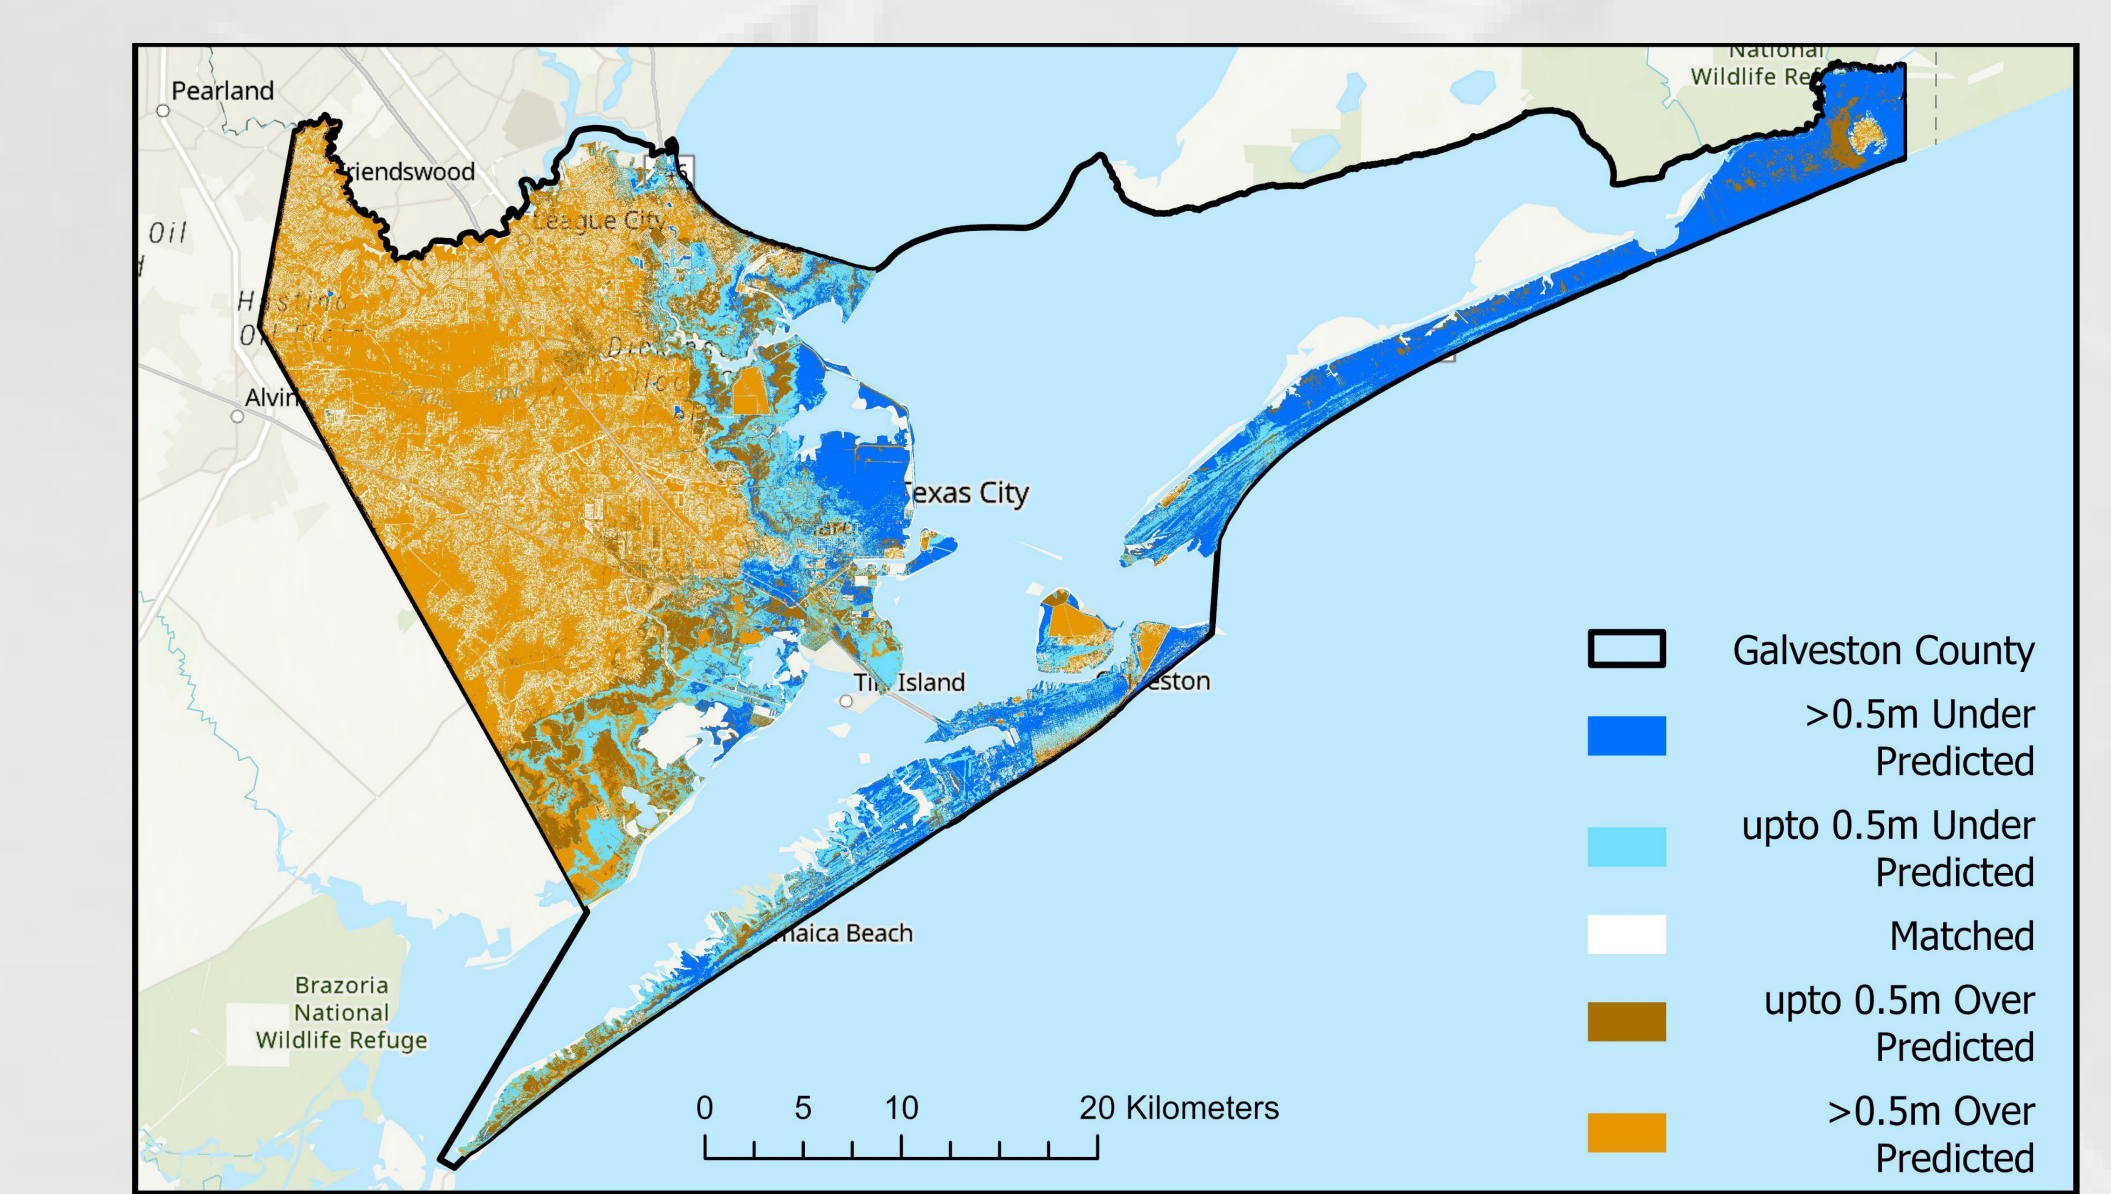 National
Wildlife Ref
Pearland
riendswood
League City
Oil
Alvin
Texas City
Island
Galveston County
>0.5m Under
Predicted
upto 0.5m Under
Predicted
Matched
upto 0.5m Over
Predicted
>0.5m Over
Predicted
eston
maica Beach
Brazoria
National
Wildlife Refuge
0 5 10 20 Kilometers